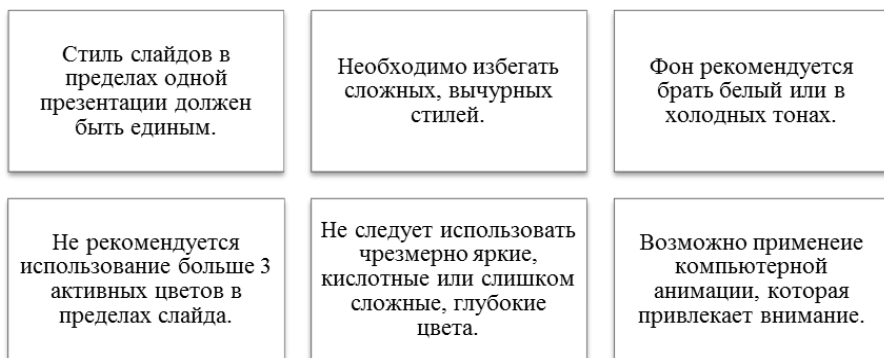 Стиль слайдов в
пределах одной
презентации должен
быть единым.
Необходимо избегать
сложных, вычурных
стилей.
Фон рекомендуется
брать белый или в
холодных тонах.
Не рекомендуется
использование больше 3
активных цветов в
пределах слайда.
Не следует использовать
чрезмерно яркие,
кислотные или слишком
сложные, глубокие
цвета.
Возможно применеие
компьютерной
анимации, которая
привлекает внимание.